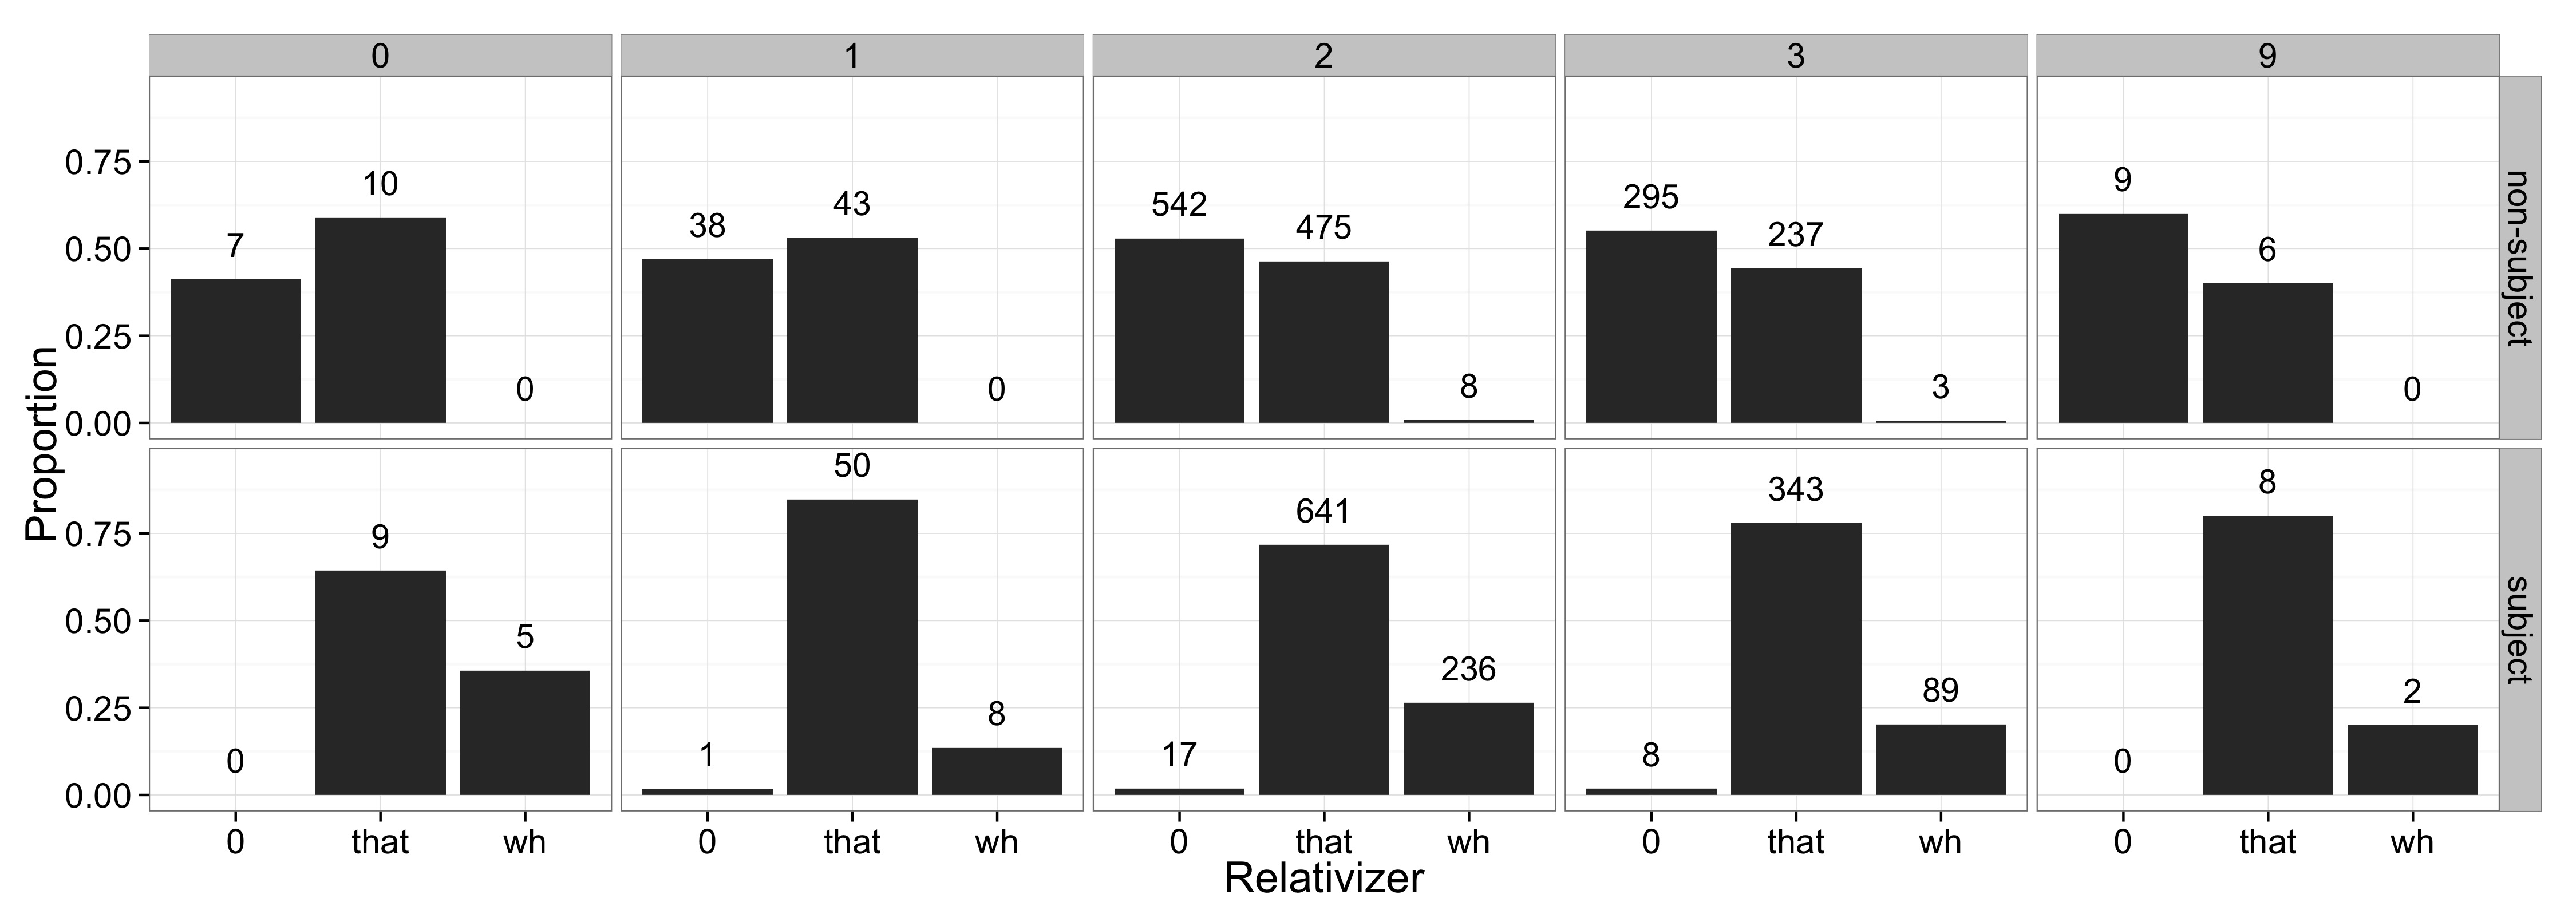 0 1 2 3 9
Proportion
0.75
0.50
0.25
0.00
7 10 0
38 43 0
542 475 8
295 237 3
9 6 0
non-subject
0.75
0.50
0.25
0.00
0 9 5
1 50 8
17 641 236
8 343 89
0 8 2
subject
0 that wh 0 that wh 0 that wh 0 that wh 0 that wh
Relativizer